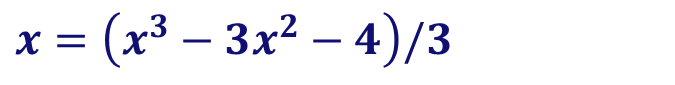 x = (x³ − 3x² − 4)/3